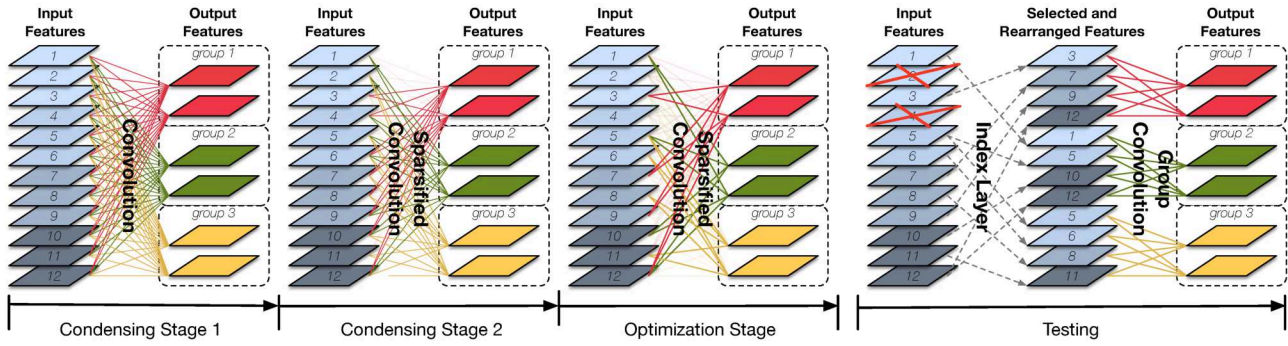 Input
Features
Output
Features
1
2
3
4
5
6
7
8
9
10
11
12
Convolution
group 1
group 2
group 3
Condensing Stage 1
Input
Features
Output
Features
1
2
3
4
5
6
7
8
9
10
11
12
Sparsified
Convolution
group 1
group 2
group 3
Condensing Stage 2
Input
Features
Output
Features
1
2
3
4
5
6
7
8
9
10
11
12
Sparsified
Convolution
group 1
group 2
group 3
Optimization Stage
Input
Features
Selected and
Rearranged Features
Output
Features
1
2
3
4
5
6
7
8
9
10
11
12
Index Layer
3
7
9
12
1
5
10
12
5
6
8
11
Group
Convolution
group 1
group 2
group 3
Testing